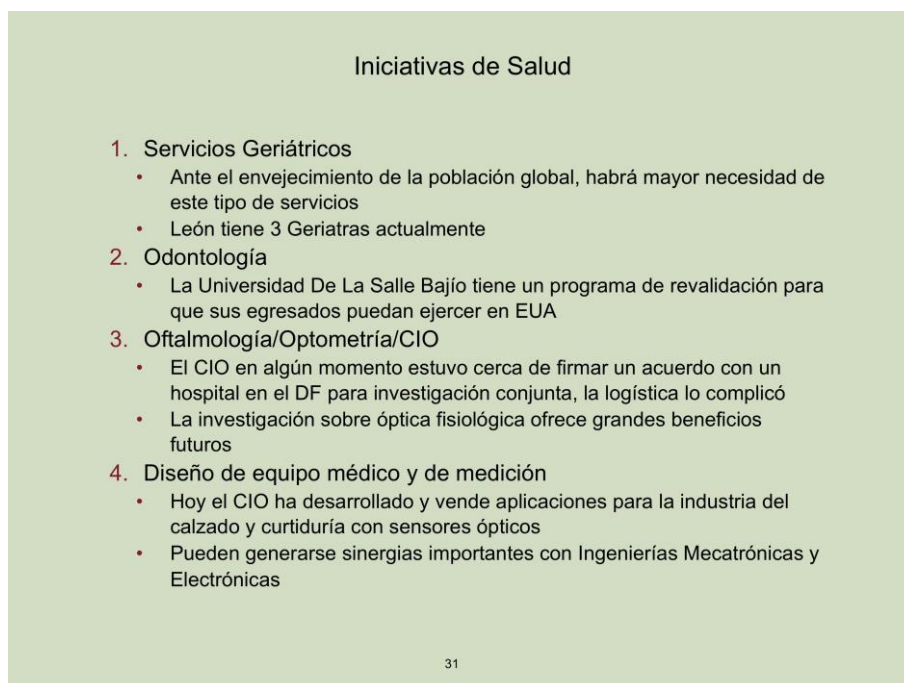 Iniciativas de Salud
1. Servicios Geriátricos
• Ante el envejecimiento de la población global, habrá mayor necesidad de
este tipo de servicios
• León tiene 3 Geriatras actualmente
2. Odontología
• La Universidad De La Salle Bajío tiene un programa de revalidación para
que sus egresados puedan ejercer en EUA
3. Oftalmología/Optometría/CIO
• El CIO en algún momento estuvo cerca de firmar un acuerdo con un
hospital en el DF para investigación conjunta, la logística lo complicó
• La investigación sobre óptica fisiológica ofrece grandes beneficios
futuros
4. Diseño de equipo médico y de medición
• Hoy el CIO ha desarrollado y vende aplicaciones para la industria del
calzado y curtiduría con sensores ópticos
• Pueden generarse sinergias importantes con Ingenierías Mecatrónicas y
Electrónicas
31